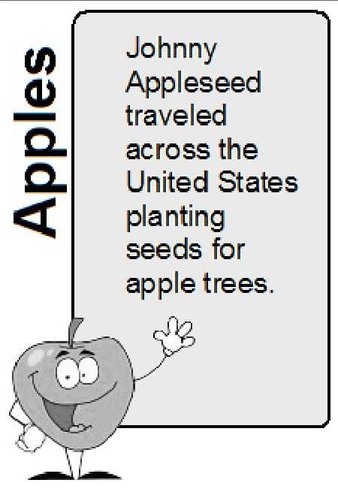 Apples
Johnny
Appleseed
traveled
across the
United States
planting
seeds for
apple trees.